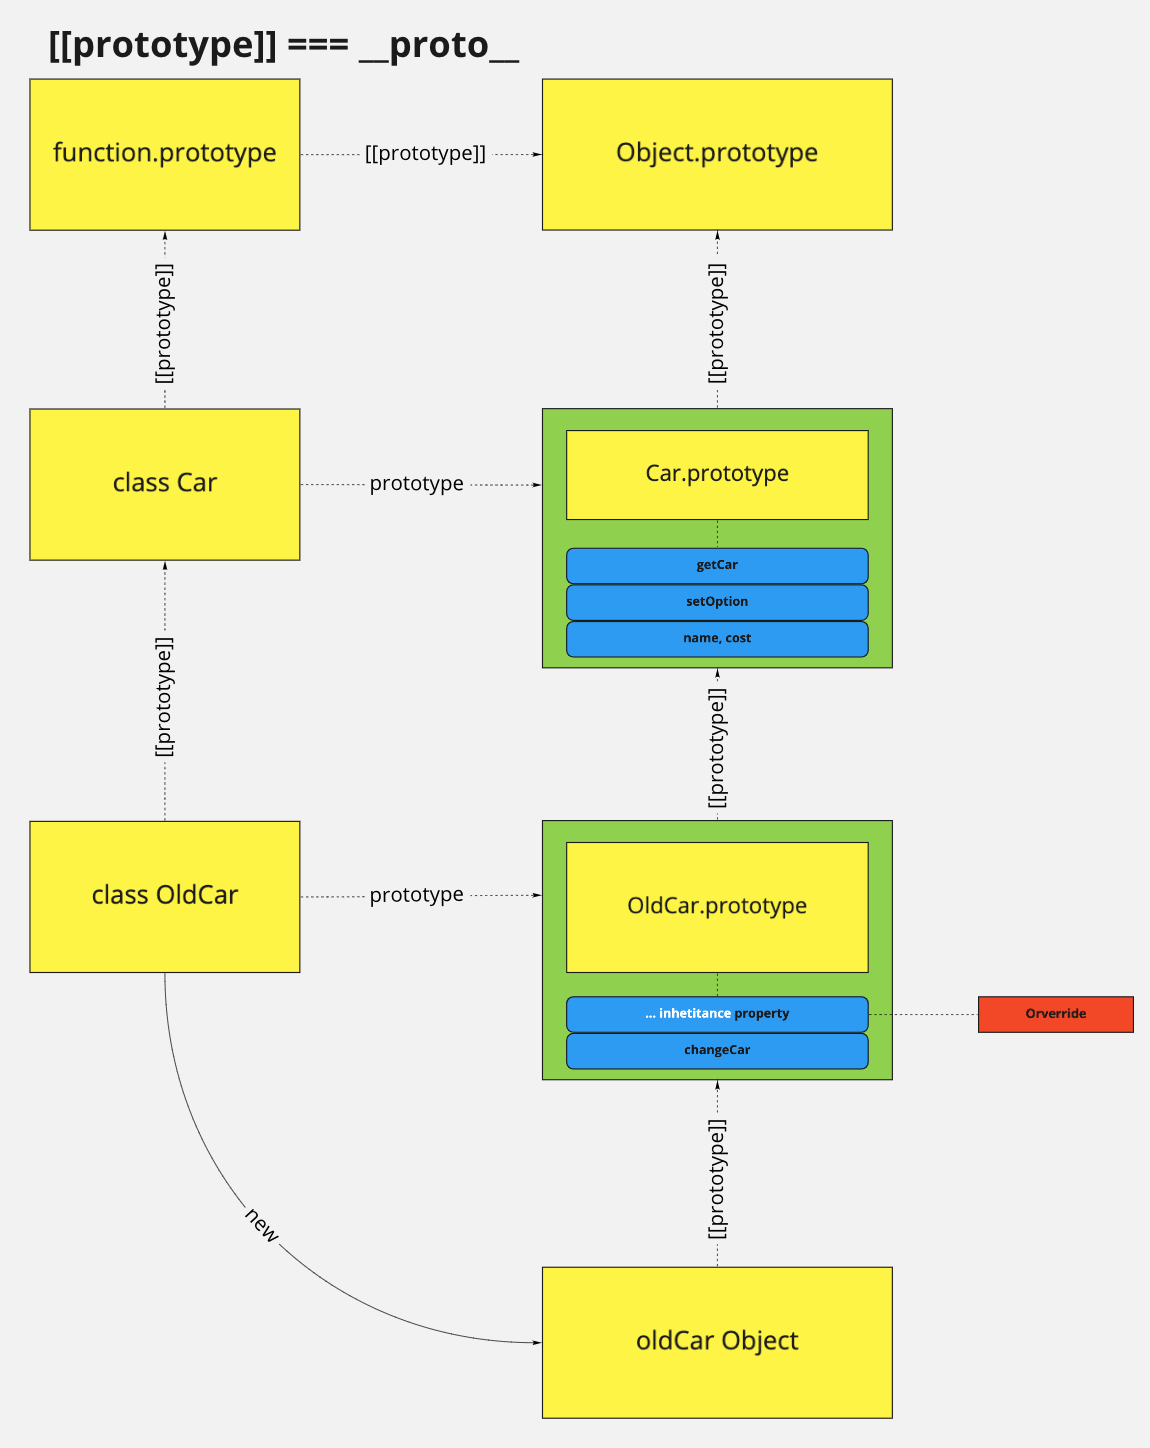 [[prototype]] === __proto__
function.prototype
[[prototype]]
Object.prototype
[[prototype]]
[[prototype]]
class Car
prototype
Car.prototype
getCar
setOption
name, cost
[[prototype]]
[[prototype]]
class OldCar
prototype
OldCar.prototype
... inhetitance property
Orverride
changeCar
[[prototype]]
new
oldCar Object